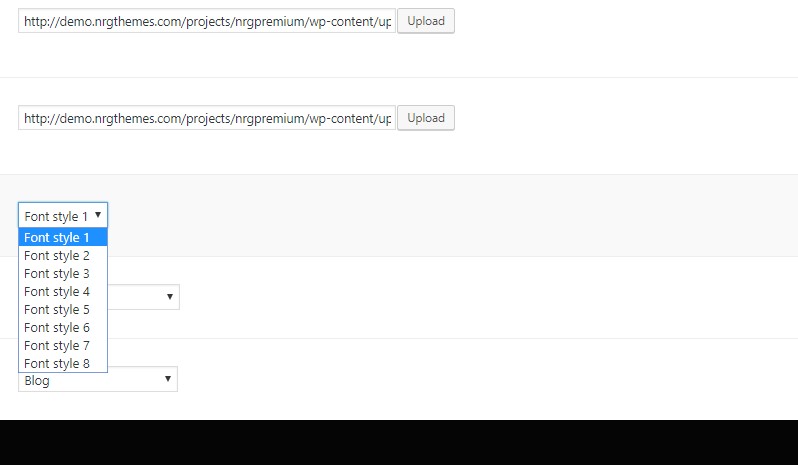 http://demo.nrgthemes.com/projects/nrgpremium/wp-content/up
Upload
http://demo.nrgthemes.com/projects/nrgpremium/wp-content/up
Upload
Font style 1
Font style 1
Font style 2
Font style 3
Font style 4
Font style 5
Font style 6
Font style 7
Font style 8
Blog